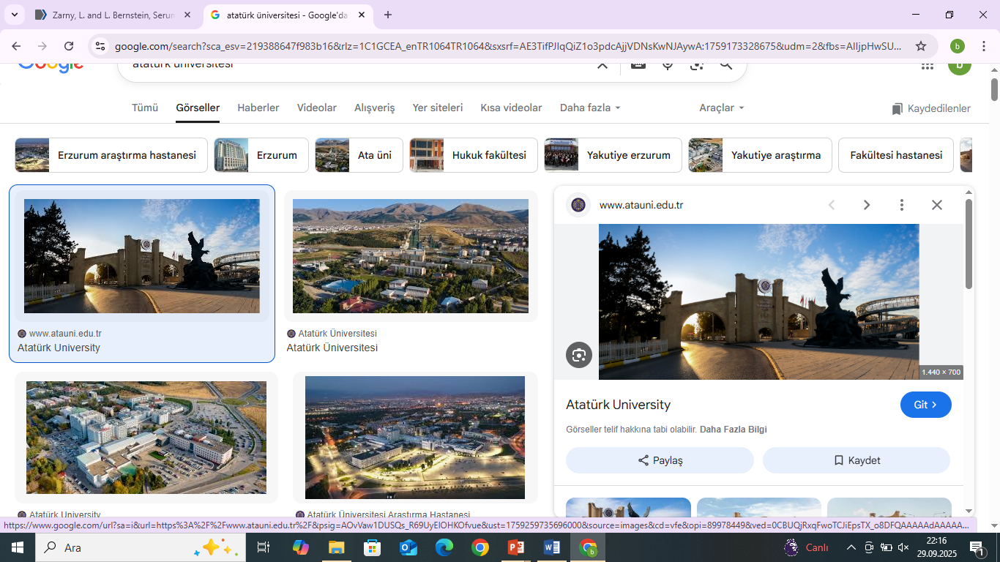 Zarny, L. and L. Bernstein, Serun
atatürk üniversitesi - Google'da
google.com/search?sca_esv=219388647f983b16&rlz=1C1GCEA_enTR1064TR1064&sxsrf=AE3TifPJlqQiZ1o3pdcAjjVDNsKwNJAywA:1759173328675&udm=2&fbs=AIljpHwSU...
b
Google
atatürk üniversitesi
b
Tümü
Görseller
Haberler
Videolar
Alışveriş
Yer siteleri
Kısa videolar
Daha fazla
Araçlar
Kaydedilenler
Erzurum araştırma hastanesi
Erzurum
Ata üni
Hukuk fakültesi
Yakutiye erzurum
Yakutiye araştırma
Fakültesi hastanesi
www.atauni.edu.tr
Atatürk University
Atatürk Üniversitesi
Atatürk Üniversitesi
Atatürk University
Atatürk Üniversitesi Araştırma Hastanesi
www.atauni.edu.tr
1.440 × 700
Atatürk University
Git
Görseller telif hakkına tabi olabilir. Daha Fazla Bilgi
Paylaş
Kaydet
https://www.google.com/url?sa=i&url=https%3A%2F%2Fwww.atauni.edu.tr%2F&psig=AOvVaw1DUSQs_R69UyElOHKOfvue&ust=1759259735696000&source=images&cd=vfe&opi=89978449&ved=0CBUQjRxqFwoTCJiEpsTX_o8DFQAAAAAdAAAAA...
Ara
Canlı
22:16
29.09.2025
1